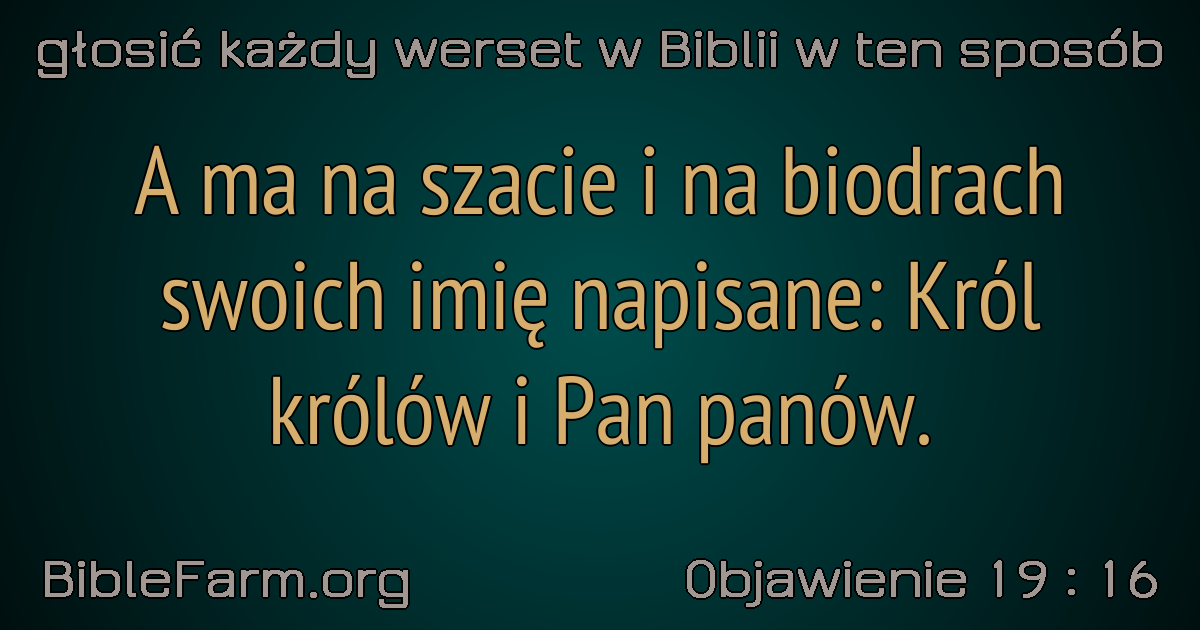 głosić każdy werset w Biblii w ten sposób
A ma na szacie i na biodrach
swoich imię napisane: Król
królów i Pan panów.
BibleFarm.org
Objawienie 19 : 16